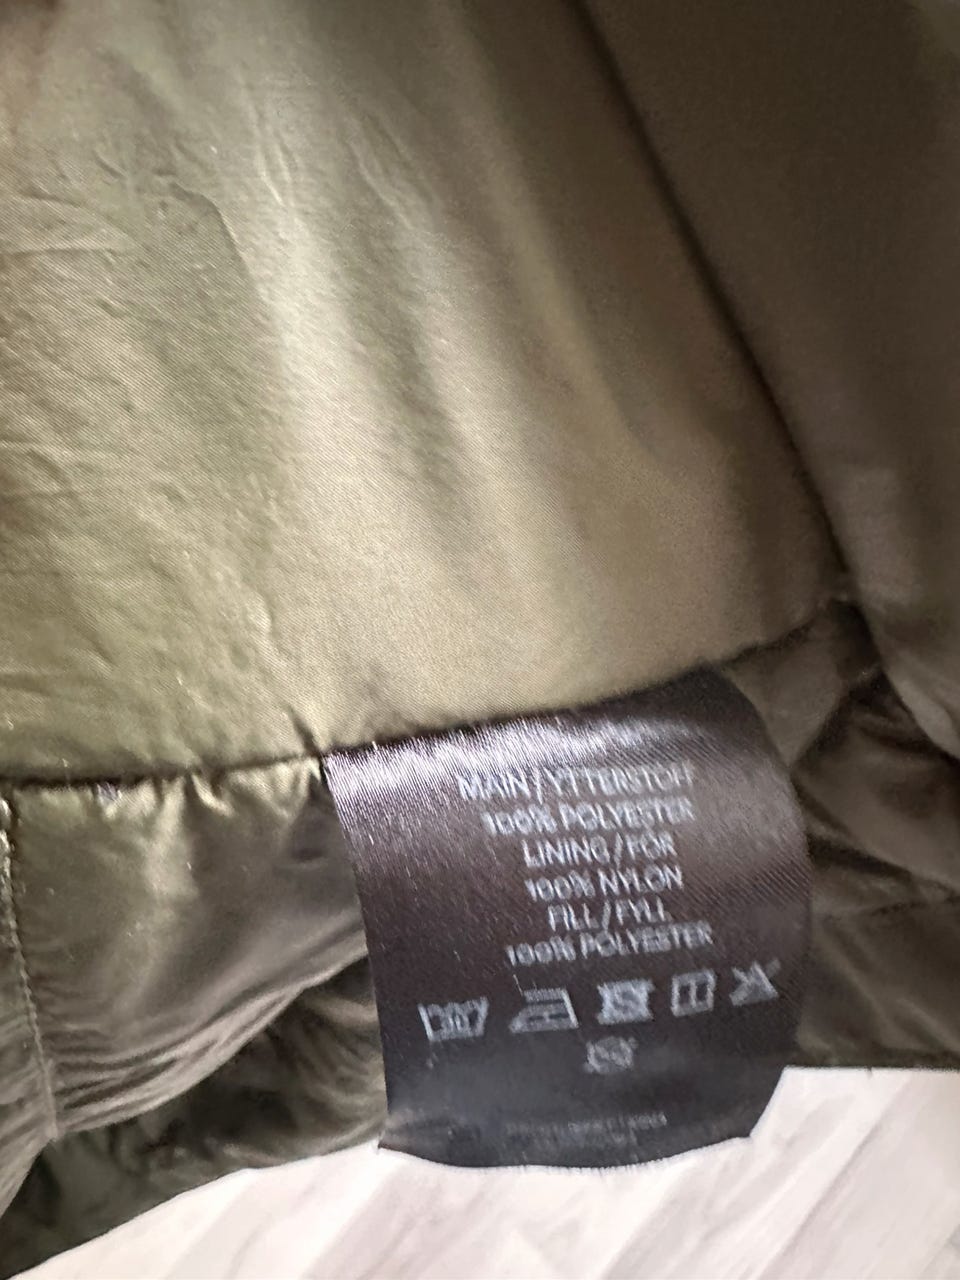 MAIN/YTTERSTOFF
100% POLYESTER
LINING/FÔR
100% NYLON
FILL/FYLL
100% POLYESTER